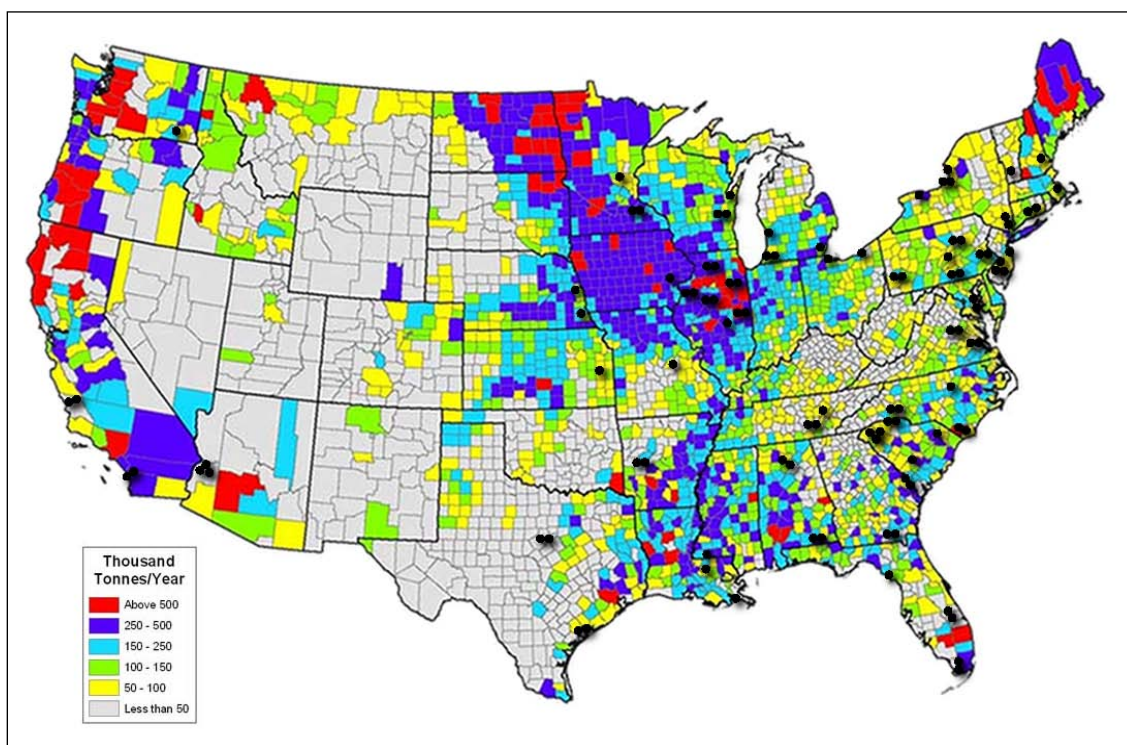 Thousand
Tonnes/Year
Above 500
250 - 500
150 - 250
100 - 150
50 - 100
Less than 50